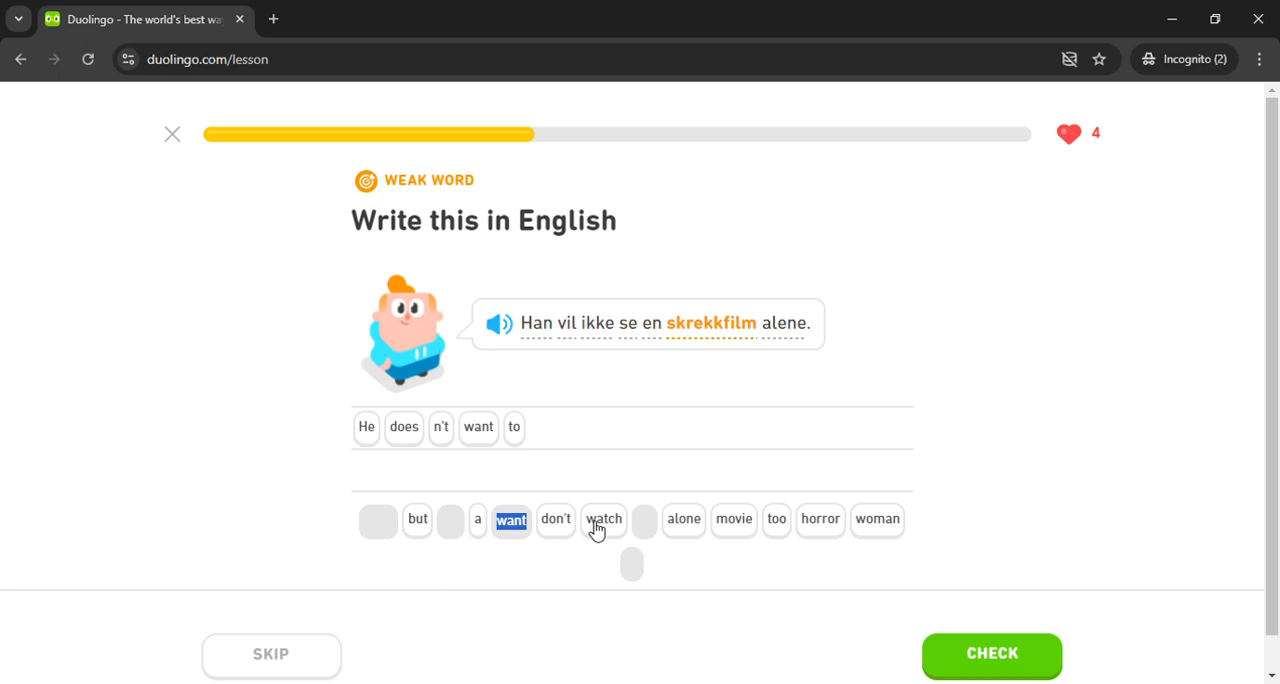 Duolingo - The world's best wa
duolingo.com/lesson
Incognito (2)
4
WEAK WORD
Write this in English
Han vil ikke se en skrekkfilm alene.
He does n't want to
but a want don't watch alone movie too horror woman
SKIP CHECK